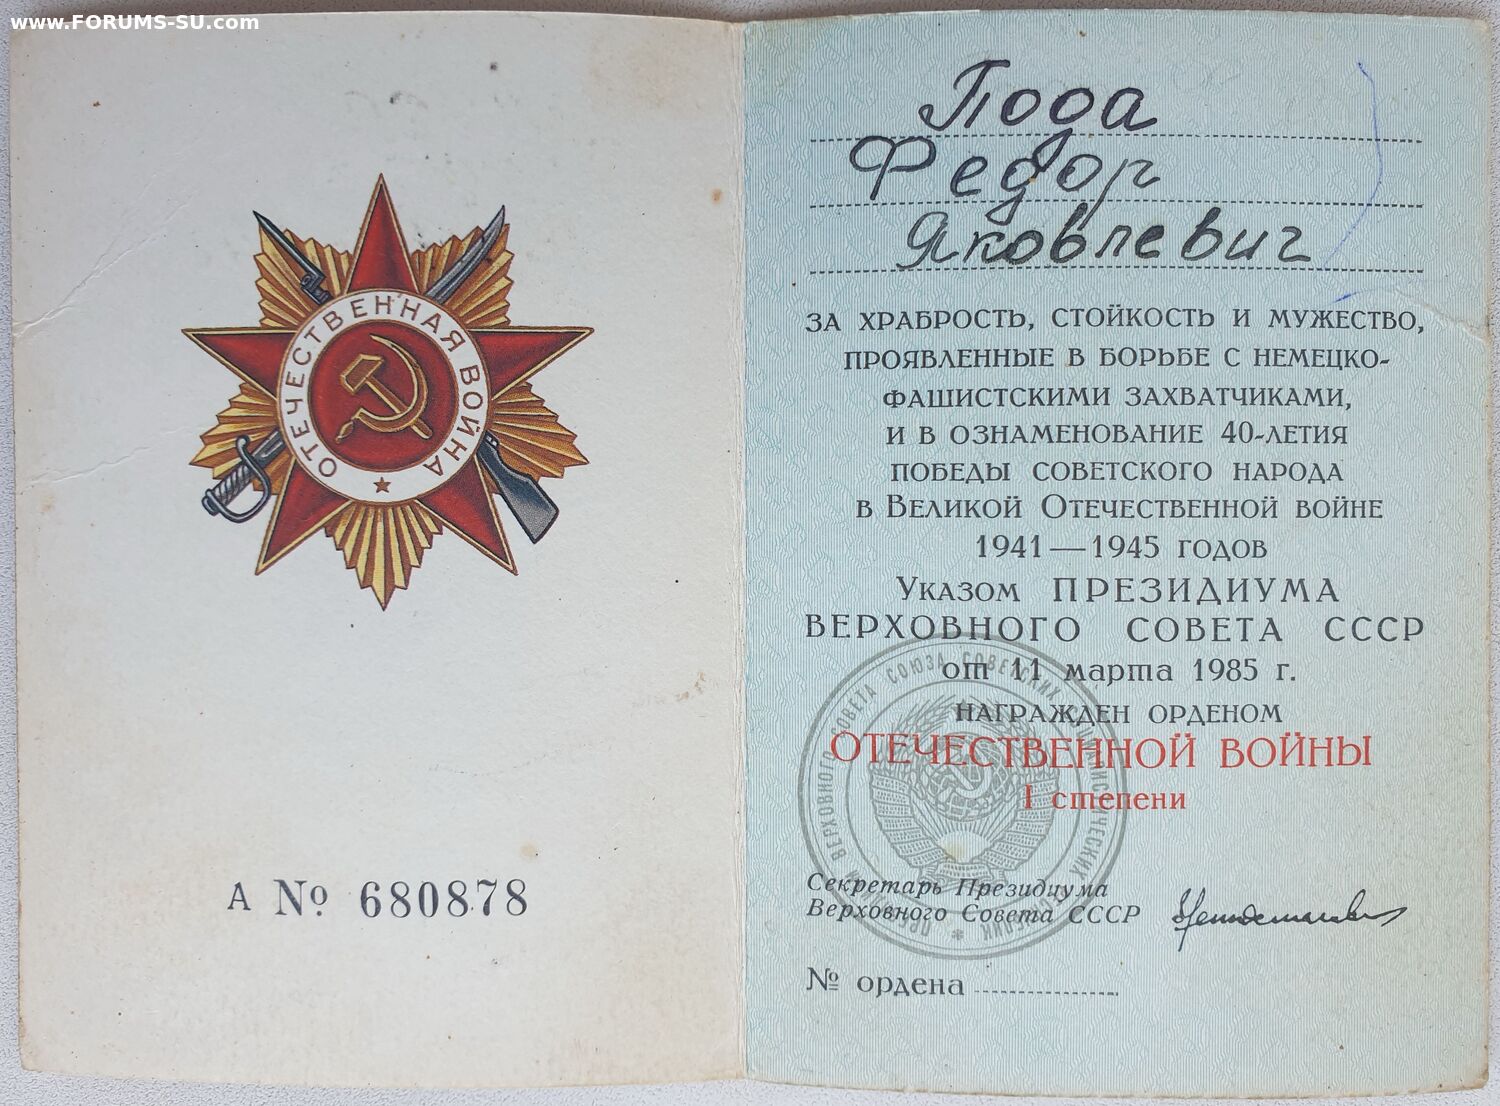 www.FORUMS-SU.com
ОТЕЧЕСТВЕННАЯ ВОЙНА
А № 680878
Пода
Федор
Яковлевич
ЗА ХРАБРОСТЬ, СТОЙКОСТЬ И МУЖЕСТВО,
ПРОЯВЛЕННЫЕ В БОРЬБЕ С НЕМЕЦКО-
ФАШИСТСКИМИ ЗАХВАТЧИКАМИ,
И В ОЗНАМЕНОВАНИЕ 40-ЛЕТИЯ
ПОБЕДЫ СОВЕТСКОГО НАРОДА
В ВЕЛИКОЙ ОТЕЧЕСТВЕННОЙ ВОЙНЕ
1941—1945 ГОДОВ
УКАЗОМ ПРЕЗИДИУМА
ВЕРХОВНОГО СОВЕТА СССР
от 11 марта 1985 г.
НАГРАЖДЕН ОРДЕНОМ
ОТЕЧЕСТВЕННОЙ ВОЙНЫ
I степени
Секретарь Президиума
Верховного Совета СССР
№ ордена